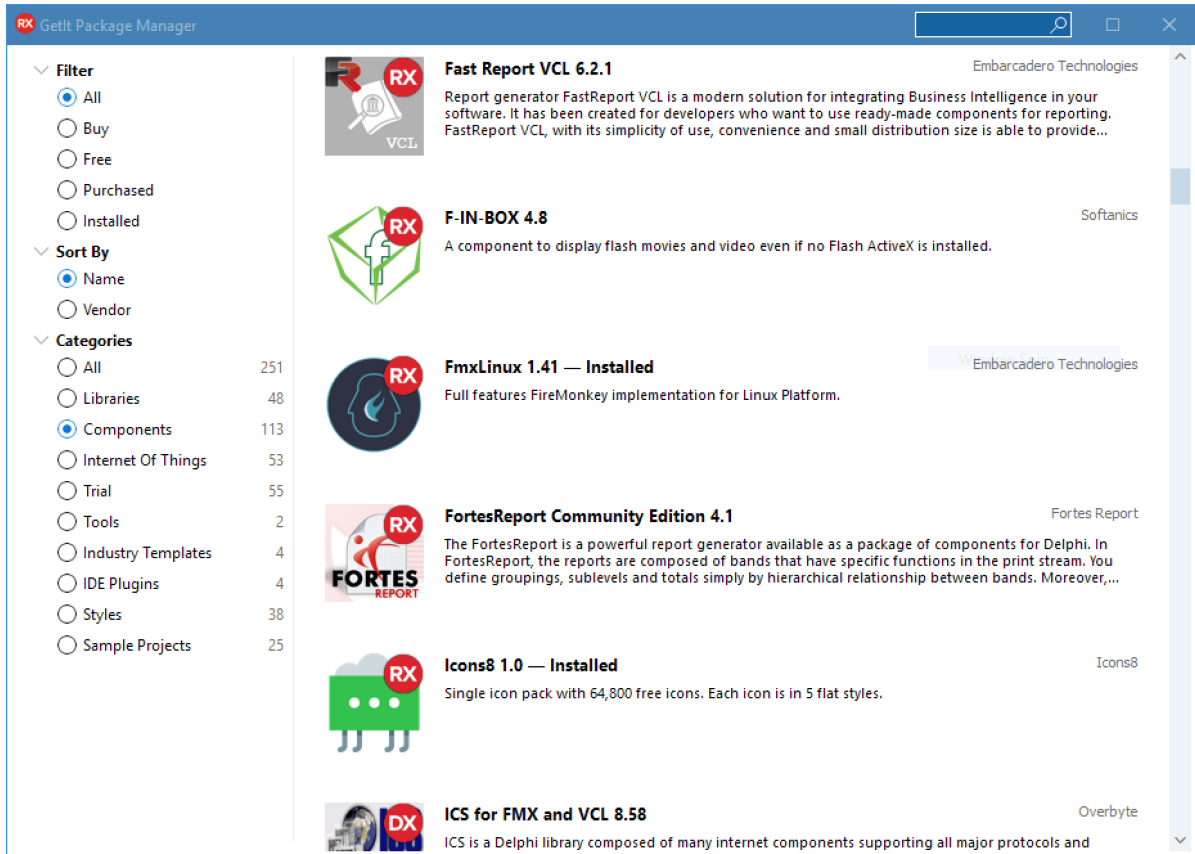 RX GetIt Package Manager
Filter
All
Buy
Free
Purchased
Installed
Sort By
Name
Vendor
Categories
All 251
Libraries 48
Components 113
Internet Of Things 53
Trial 55
Tools 2
Industry Templates 4
IDE Plugins 4
Styles 38
Sample Projects 25
RX
VCL
Fast Report VCL 6.2.1
Embarcadero Technologies
Report generator FastReport VCL is a modern solution for integrating Business Intelligence in your
software. It has been created for developers who want to use ready-made components for reporting.
FastReport VCL, with its simplicity of use, convenience and small distribution size is able to provide...
RX
F-IN-BOX 4.8
Softanics
A component to display flash movies and video even if no Flash ActiveX is installed.
RX
FmxLinux 1.41 — Installed
Embarcadero Technologies
Full features FireMonkey implementation for Linux Platform.
RX
FORTES
REPORT
FortesReport Community Edition 4.1
Fortes Report
The FortesReport is a powerful report generator available as a package of components for Delphi. In
FortesReport, the reports are composed of bands that have specific functions in the print stream. You
define groupings, sublevels and totals simply by hierarchical relationship between bands. Moreover,...
RX
Icons8 1.0 — Installed
Icons8
Single icon pack with 64,800 free icons. Each icon is in 5 flat styles.
DX
ICS for FMX and VCL 8.58
Overbyte
ICS is a Delphi library composed of many internet components supporting all major protocols and